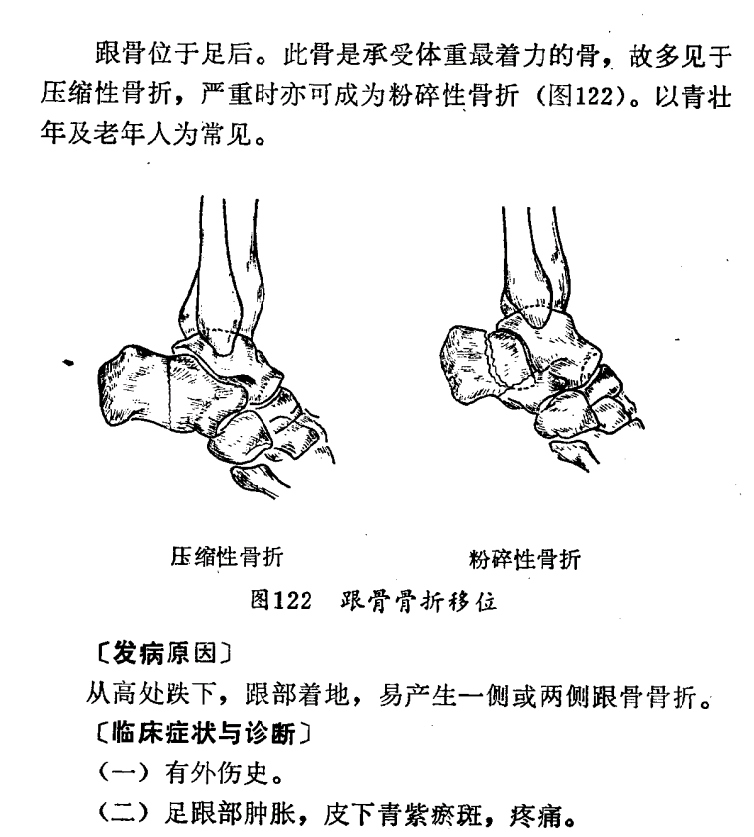 跟骨位于足后。此骨是承受体重最着力的骨，故多见于
压缩性骨折，严重时亦可成为粉碎性骨折（图122）。以青壮
年及老年人为常见。
压缩性骨折
粉碎性骨折
图122 跟骨骨折移位
〔发病原因〕
从高处跌下，跟部着地，易产生一侧或两侧跟骨骨折。
〔临床症状与诊断〕
（一）有外伤史。
（二）足跟部肿胀，皮下青紫瘀斑，疼痛。